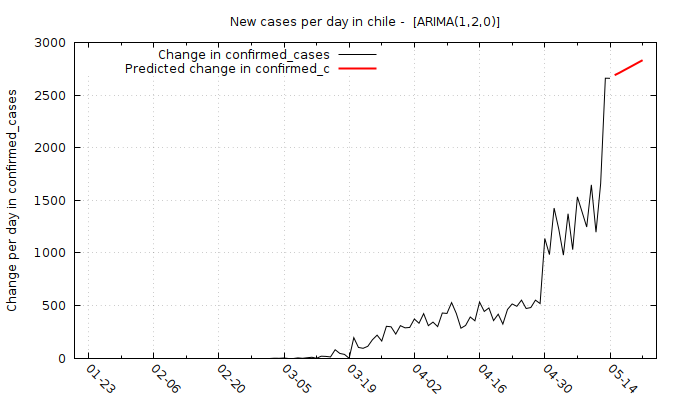 New cases per day in chile -  [ARIMA(1,2,0)]
Change in confirmed_cases
Predicted change in confirmed_c
Change per day in confirmed_cases
3000
2500
2000
1500
1000
500
0
01-23 02-06 02-20 03-05 03-19 04-02 04-16 04-30 05-14